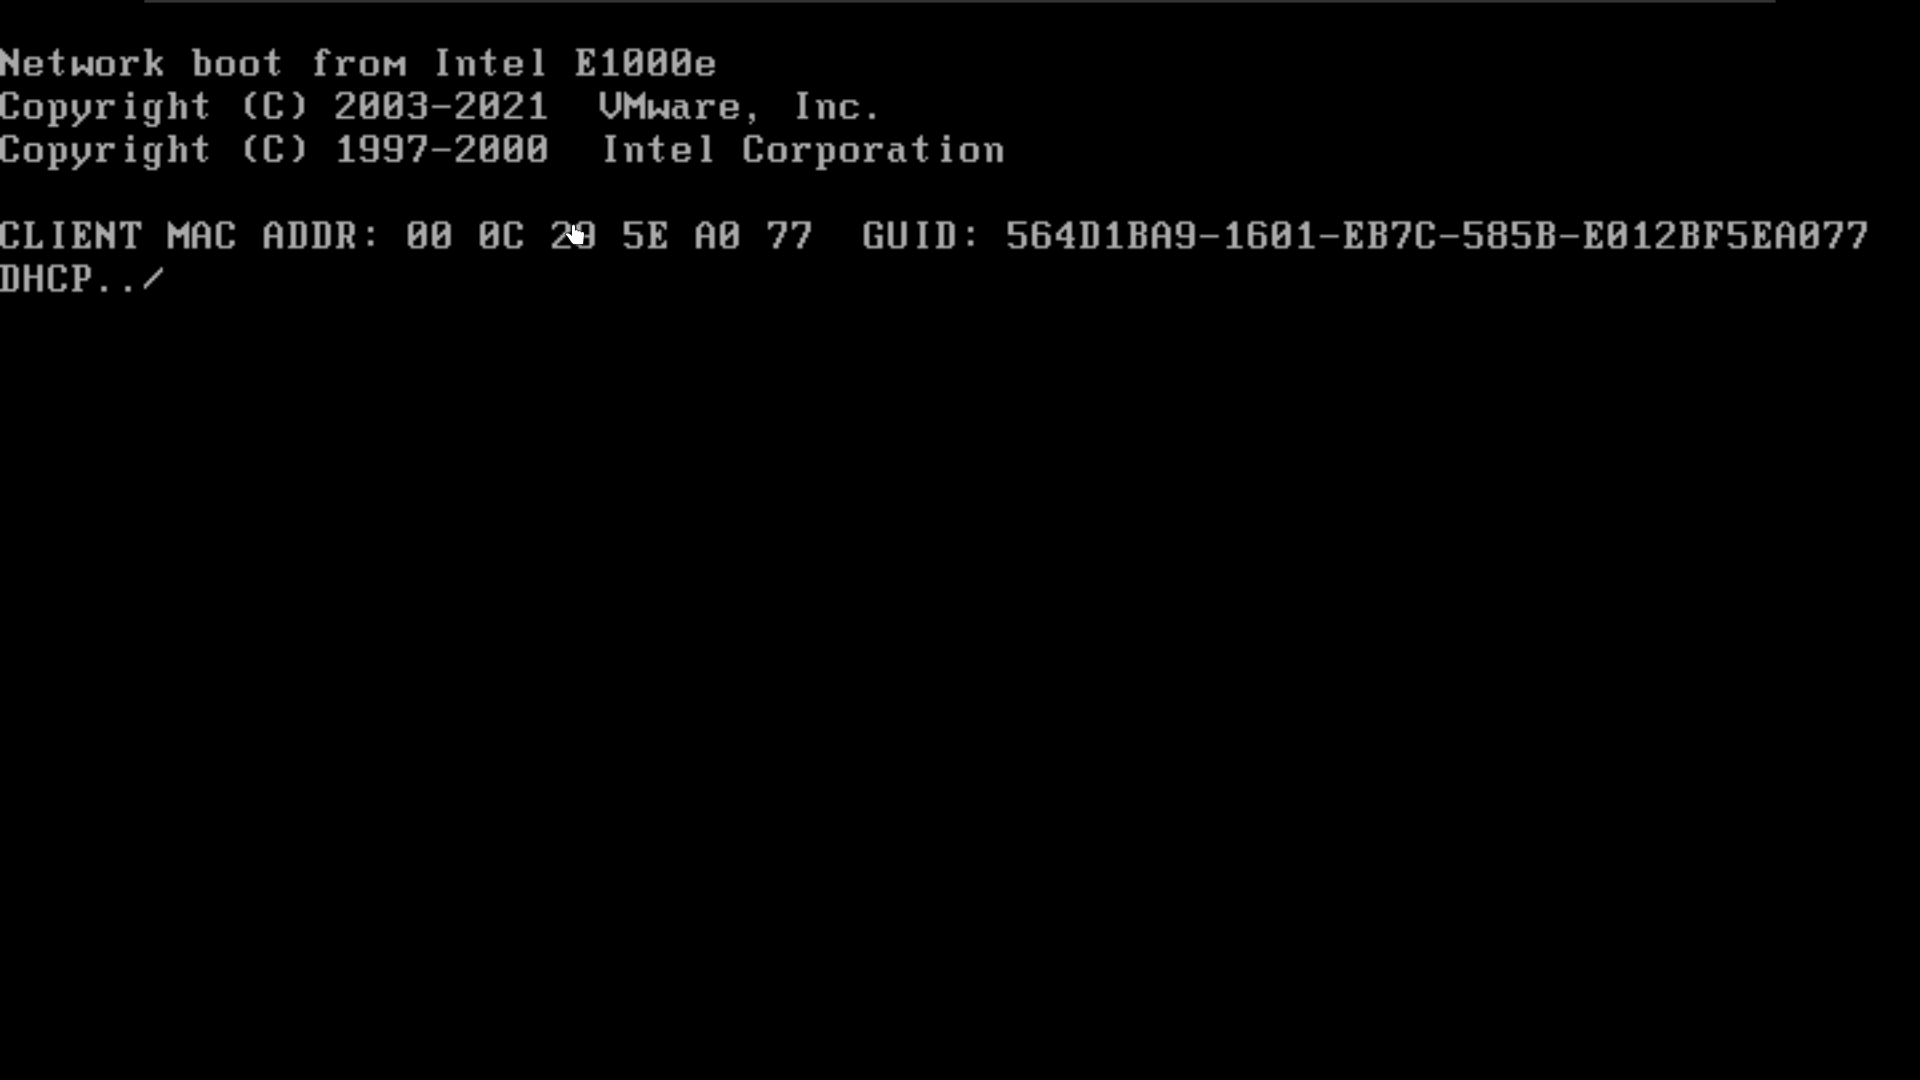 Network boot from Intel E1000e
Copyright (C) 2003-2021  VMware, Inc.
Copyright (C) 1997-2000  Intel Corporation
CLIENT MAC ADDR: 00 0C 29 5E A0 77  GUID: 564D1BA9-1601-EB7C-585B-E012BF5EA077
DHCP../